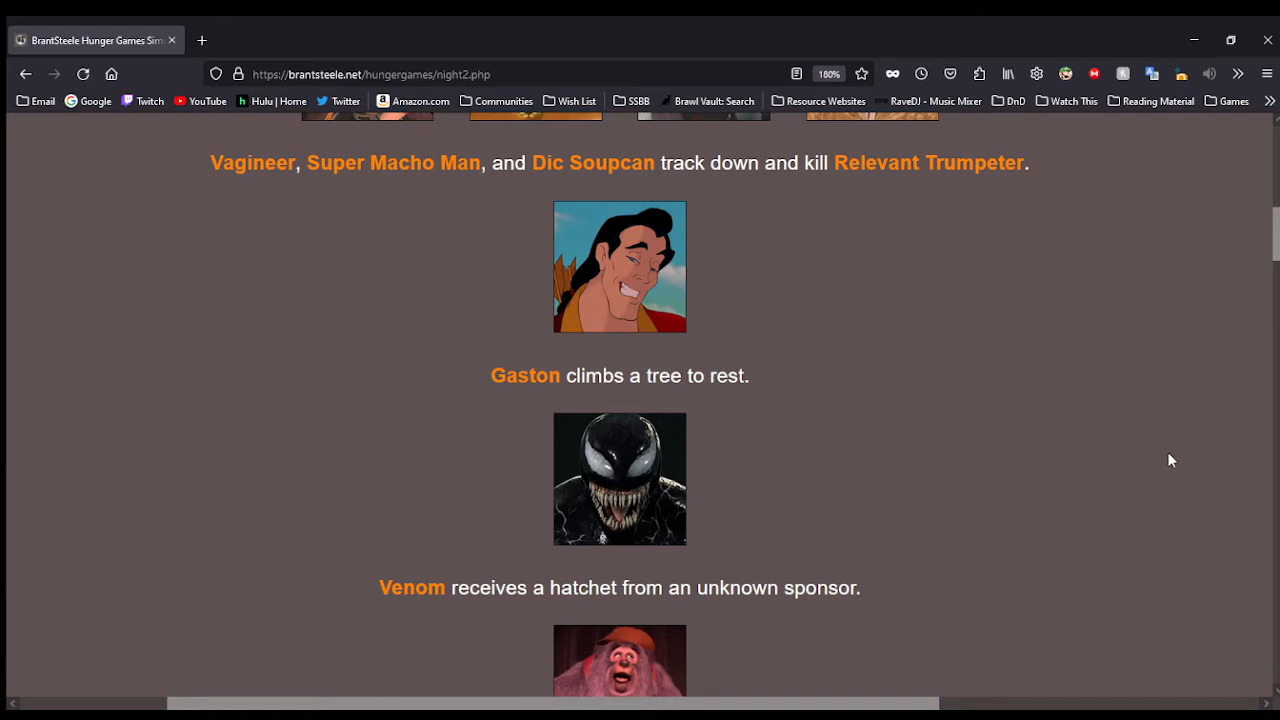 BrantSteele Hunger Games Sim
https://brantsteele.net/hungergames/night2.php
180%
Email Google Twitch YouTube Hulu | Home Twitter Amazon.com Communities Wish List SSBB Brawl Vault: Search Resource Websites RaveDJ - Music Mixer DnD Watch This Reading Material Games
Vagineer, Super Macho Man, and Dic Soupcan track down and kill Relevant Trumpeter.
Gaston climbs a tree to rest.
Venom receives a hatchet from an unknown sponsor.